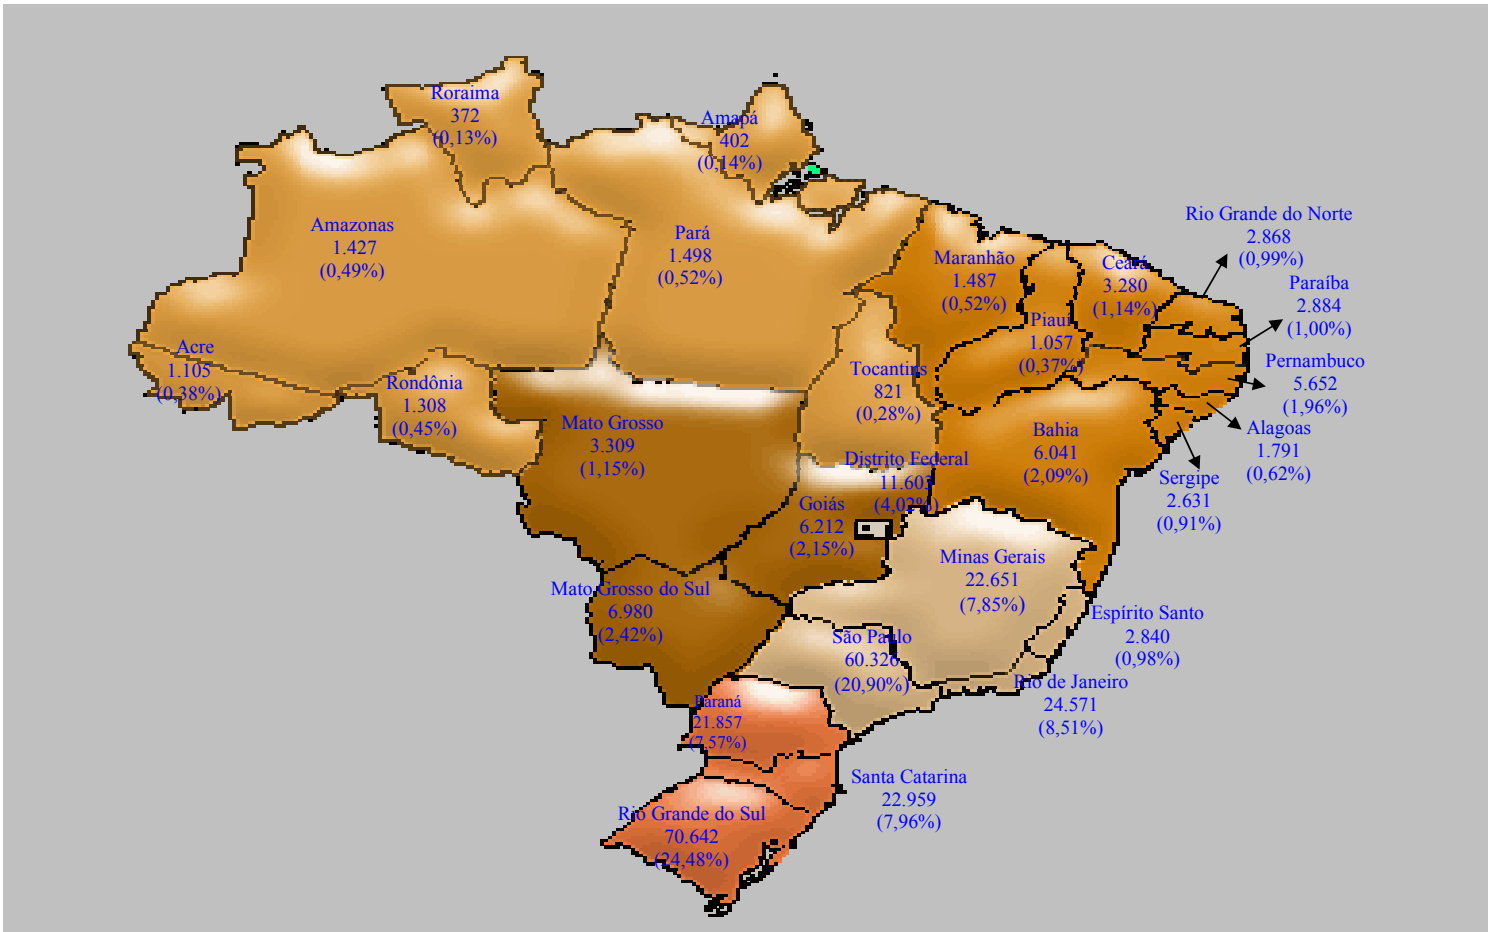 Roraima
372
(0,13%)
Amapá
402
(0,14%)
Amazonas
1.427
(0,49%)
Pará
1.498
(0,52%)
Maranhão
1.487
(0,52%)
Ceará
3.280
(1,14%)
Rio Grande do Norte
2.868
(0,99%)
Paraíba
2.884
(1,00%)
Piauí
1.057
(0,37%)
Pernambuco
5.652
(1,96%)
Acre
1.105
(0,38%)
Rondônia
1.308
(0,45%)
Tocantins
821
(0,28%)
Mato Grosso
3.309
(1,15%)
Bahia
6.041
(2,09%)
Alagoas
1.791
(0,62%)
Sergipe
2.631
(0,91%)
Distrito Federal
11.603
(4,02%)
Goiás
6.212
(2,15%)
Minas Gerais
22.651
(7,85%)
Mato Grosso do Sul
6.980
(2,42%)
Espírito Santo
2.840
(0,98%)
São Paulo
60.326
(20,90%)
Rio de Janeiro
24.571
(8,51%)
Paraná
21.857
(7,57%)
Santa Catarina
22.959
(7,96%)
Rio Grande do Sul
70.642
(24,48%)